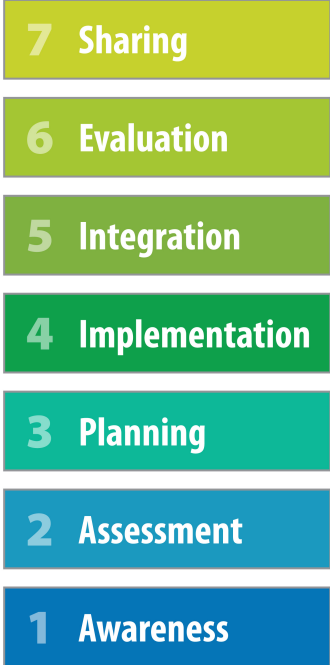 7 Sharing
6 Evaluation
5 Integration
4 Implementation
3 Planning
2 Assessment
1 Awareness